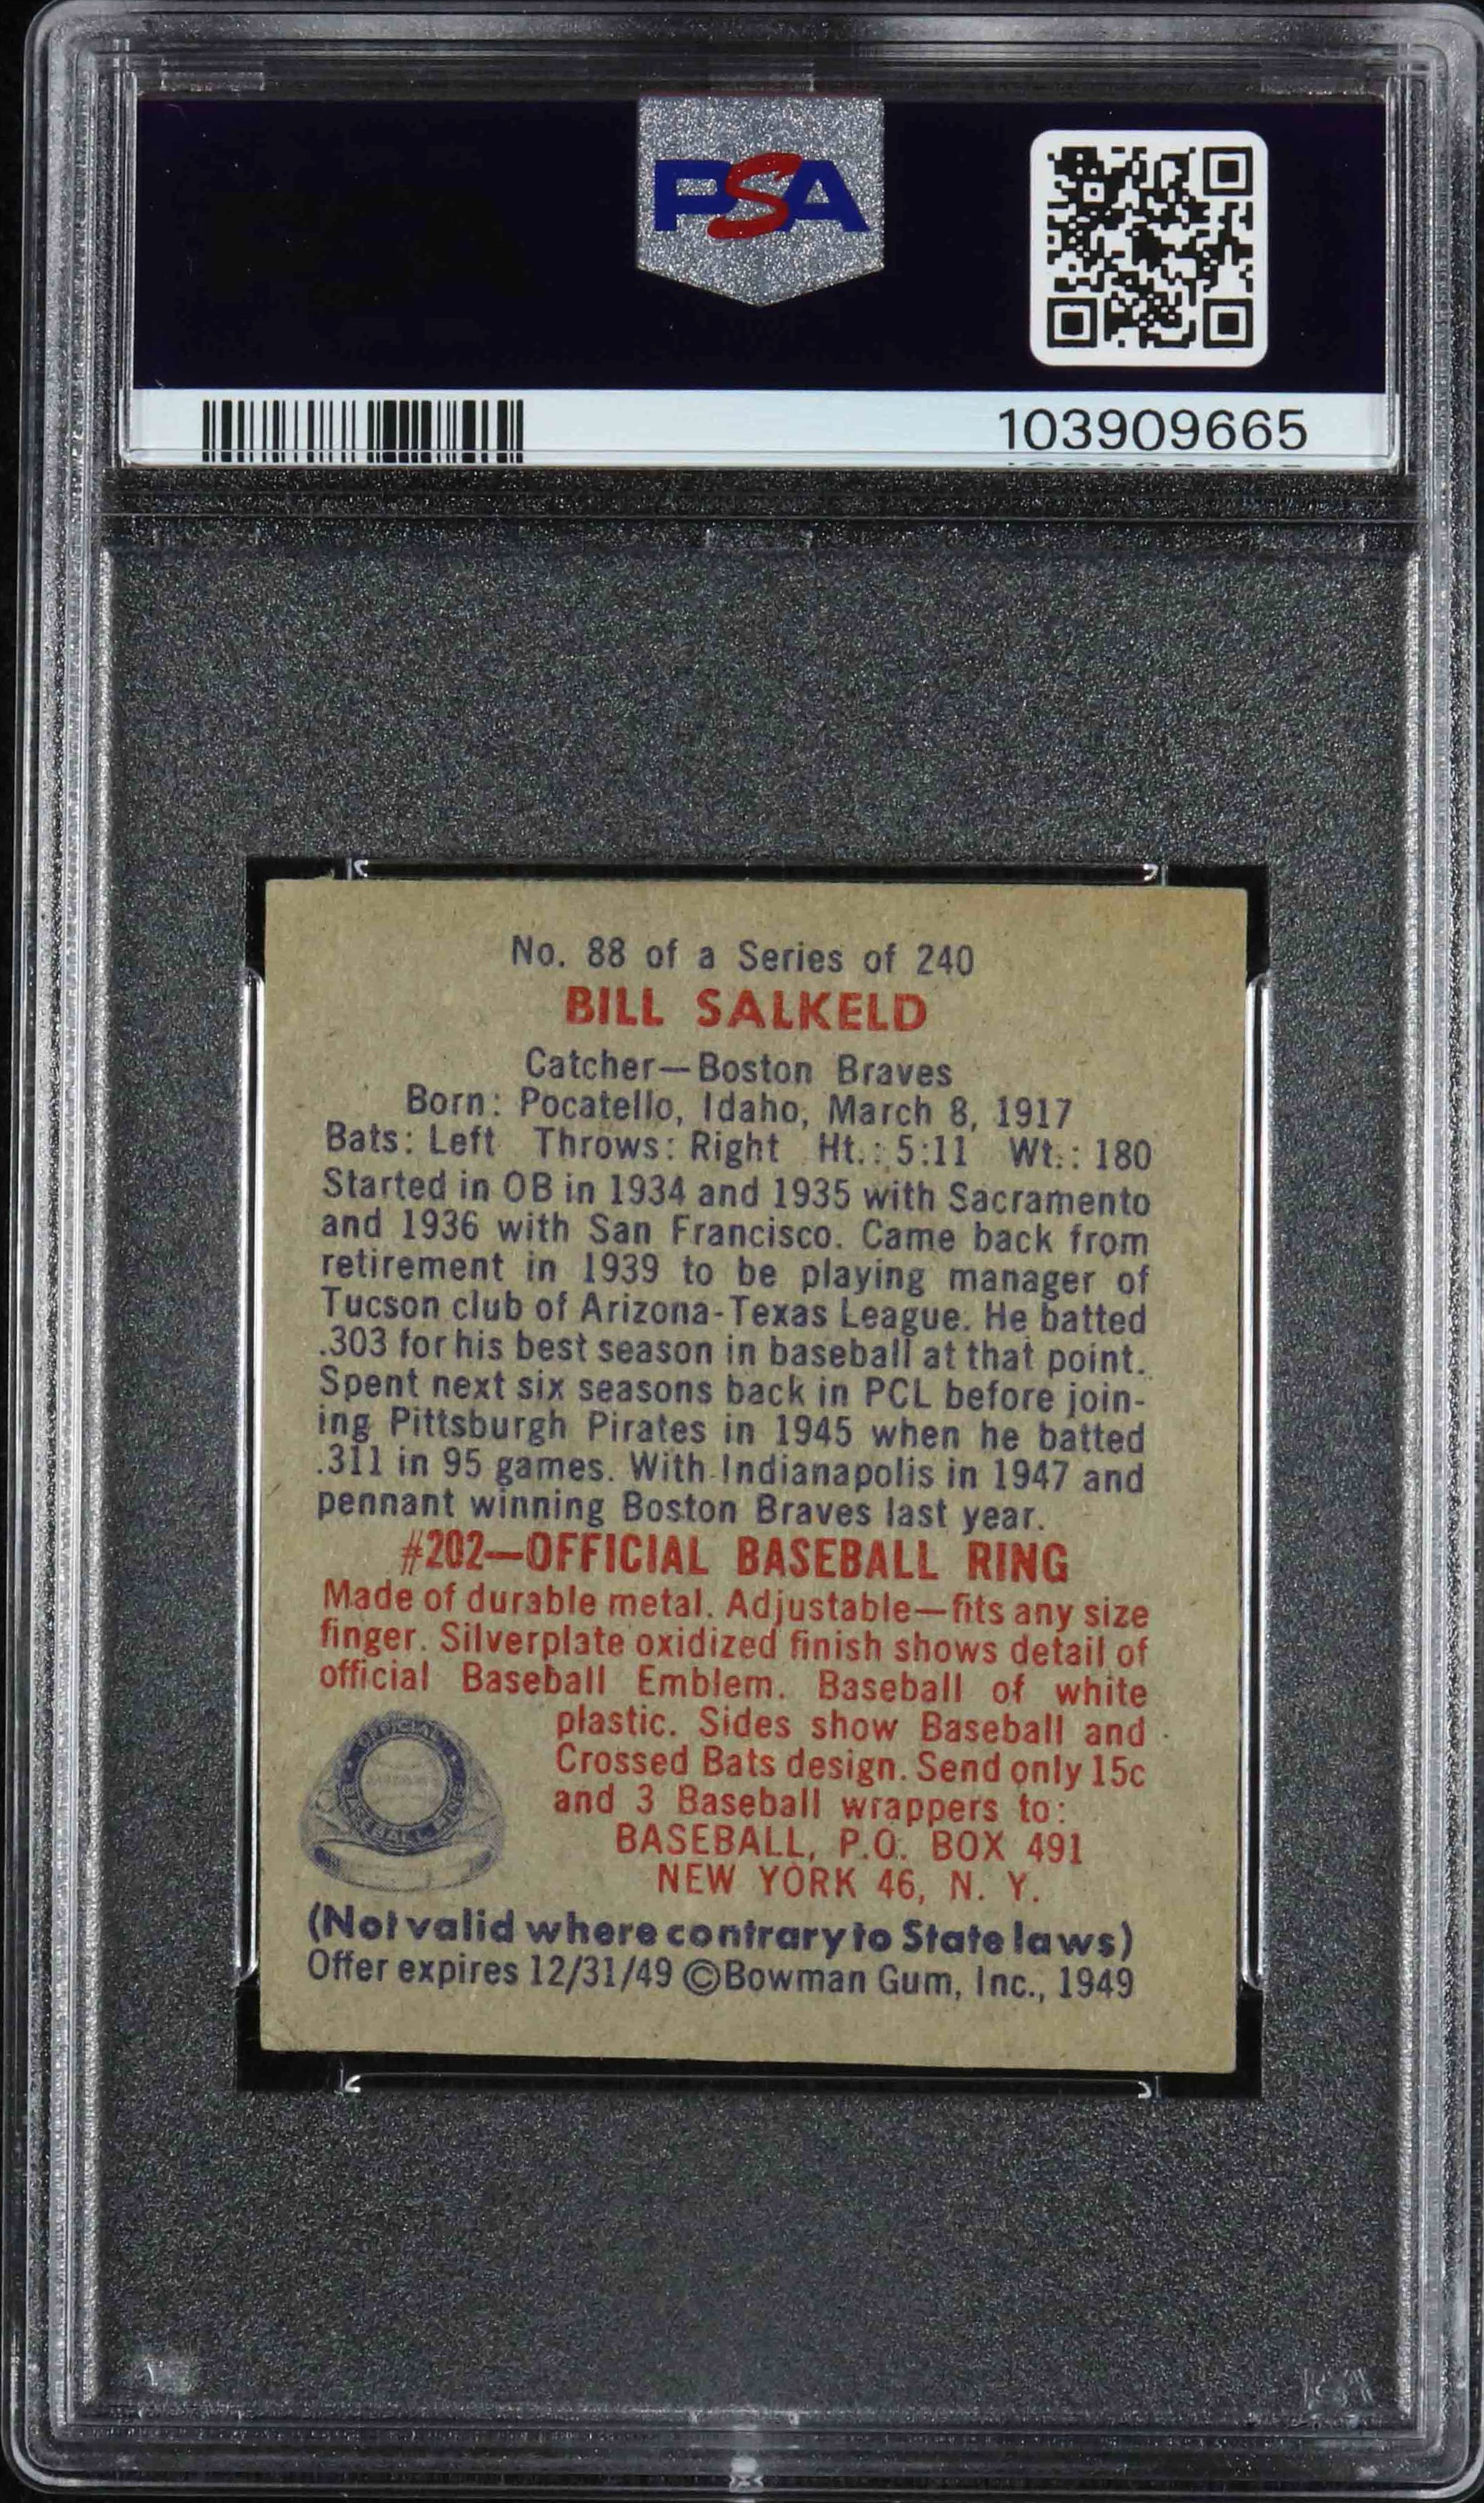 PSA
103909665
No. 88 of a Series of 240
BILL SALKELD
Catcher—Boston Braves
Born: Pocatello, Idaho, March 8, 1917
Bats: Left Throws: Right Ht.: 5:11 Wt.: 180
Started in OB in 1934 and 1935 with Sacramento
and 1936 with San Francisco. Came back from
retirement in 1939 to be playing manager of
Tucson club of Arizona-Texas League. He batted
.303 for his best season in baseball at that point.
Spent next six seasons back in PCL before join-
ing Pittsburgh Pirates in 1945 when he batted
.311 in 95 games. With Indianapolis in 1947 and
pennant winning Boston Braves last year.
#202—OFFICIAL BASEBALL RING
Made of durable metal. Adjustable—fits any size
finger. Silverplate oxidized finish shows detail of
official Baseball Emblem. Baseball of white
plastic. Sides show Baseball and
Crossed Bats design. Send only 15c
and 3 Baseball wrappers to:
BASEBALL, P.O. BOX 491
NEW YORK 46, N. Y.
OFFICIAL
BASEBALL RING
(Not valid where contrary to State laws)
Offer expires 12/31/49 ©Bowman Gum, Inc., 1949